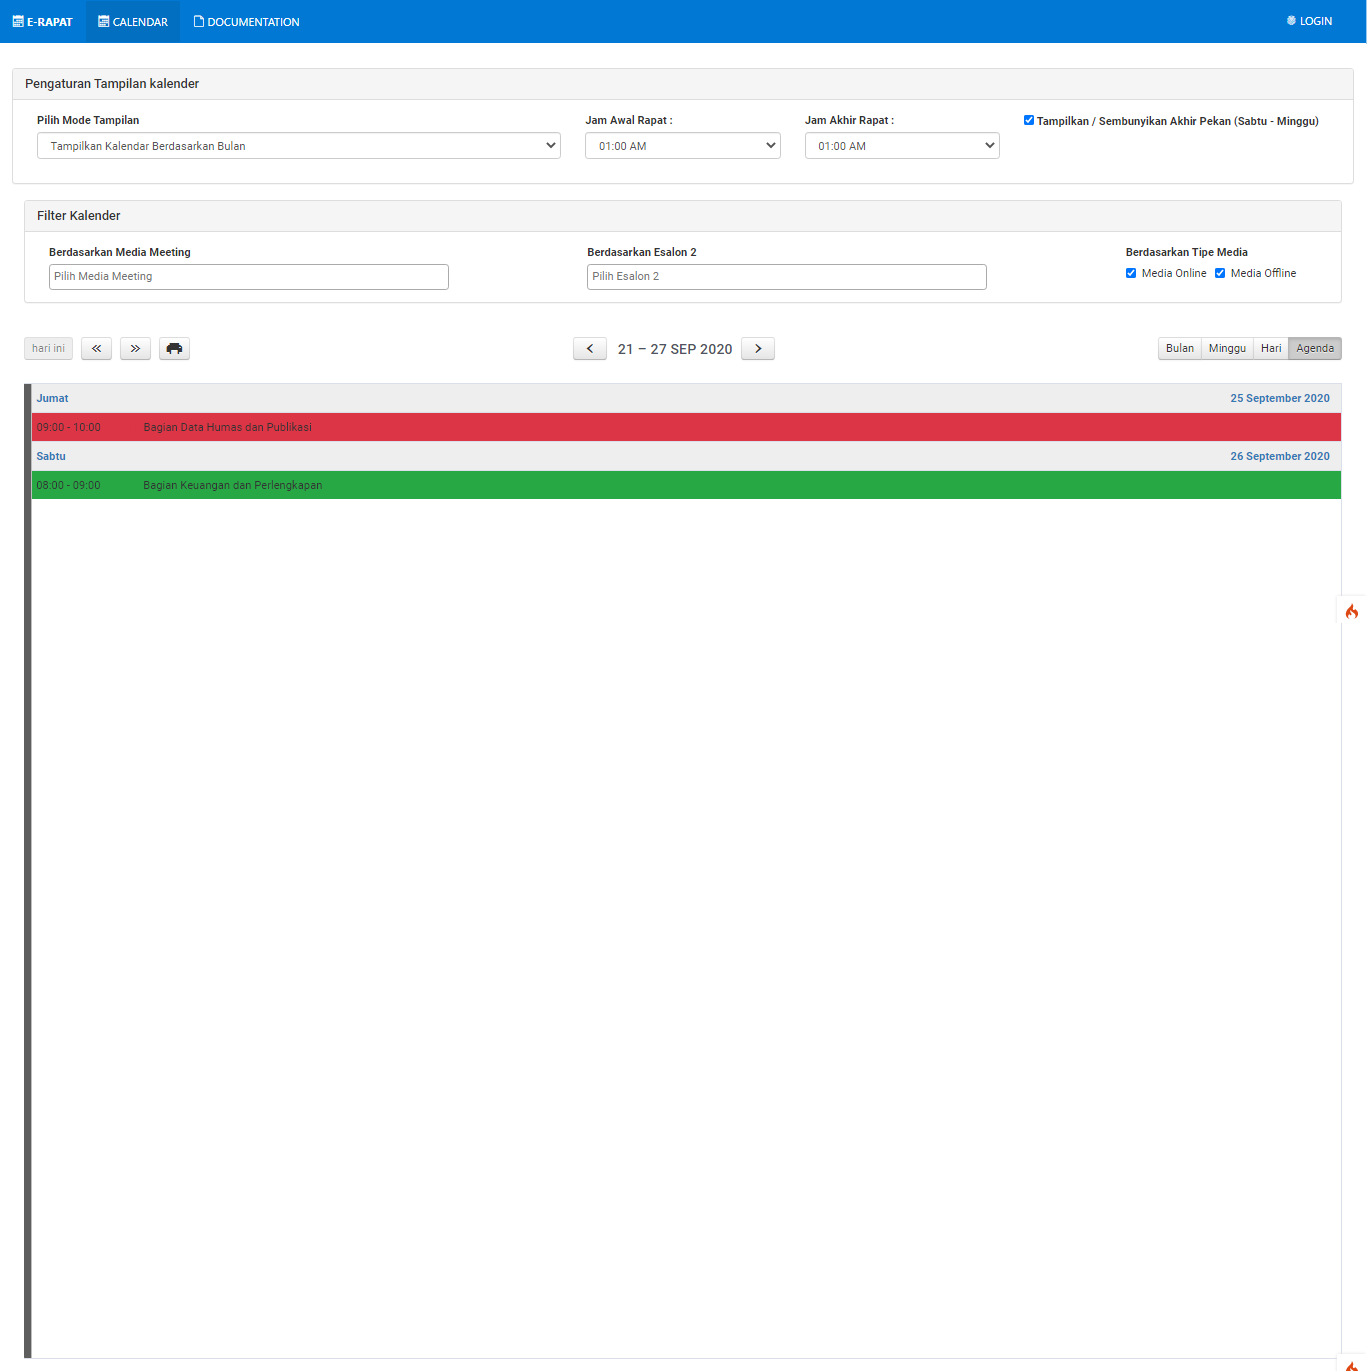 E-RAPAT CALENDAR DOCUMENTATION LOGIN
Pengaturan Tampilan kalender
Pilih Mode Tampilan Jam Awal Rapat : Jam Akhir Rapat : Tampilkan / Sembunyikan Akhir Pekan (Sabtu - Minggu)
Tampilkan Kalendar Berdasarkan Bulan 01:00 AM 01:00 AM
Filter Kalender
Berdasarkan Media Meeting Berdasarkan Esalon 2 Berdasarkan Tipe Media
Pilih Media Meeting Pilih Esalon 2 Media Online Media Offline
hari ini 21 – 27 SEP 2020 Bulan Minggu Hari Agenda
Jumat 25 September 2020
09:00 - 10:00 Bagian Data Humas dan Publikasi
Sabtu 26 September 2020
08:00 - 09:00 Bagian Keuangan dan Perlengkapan